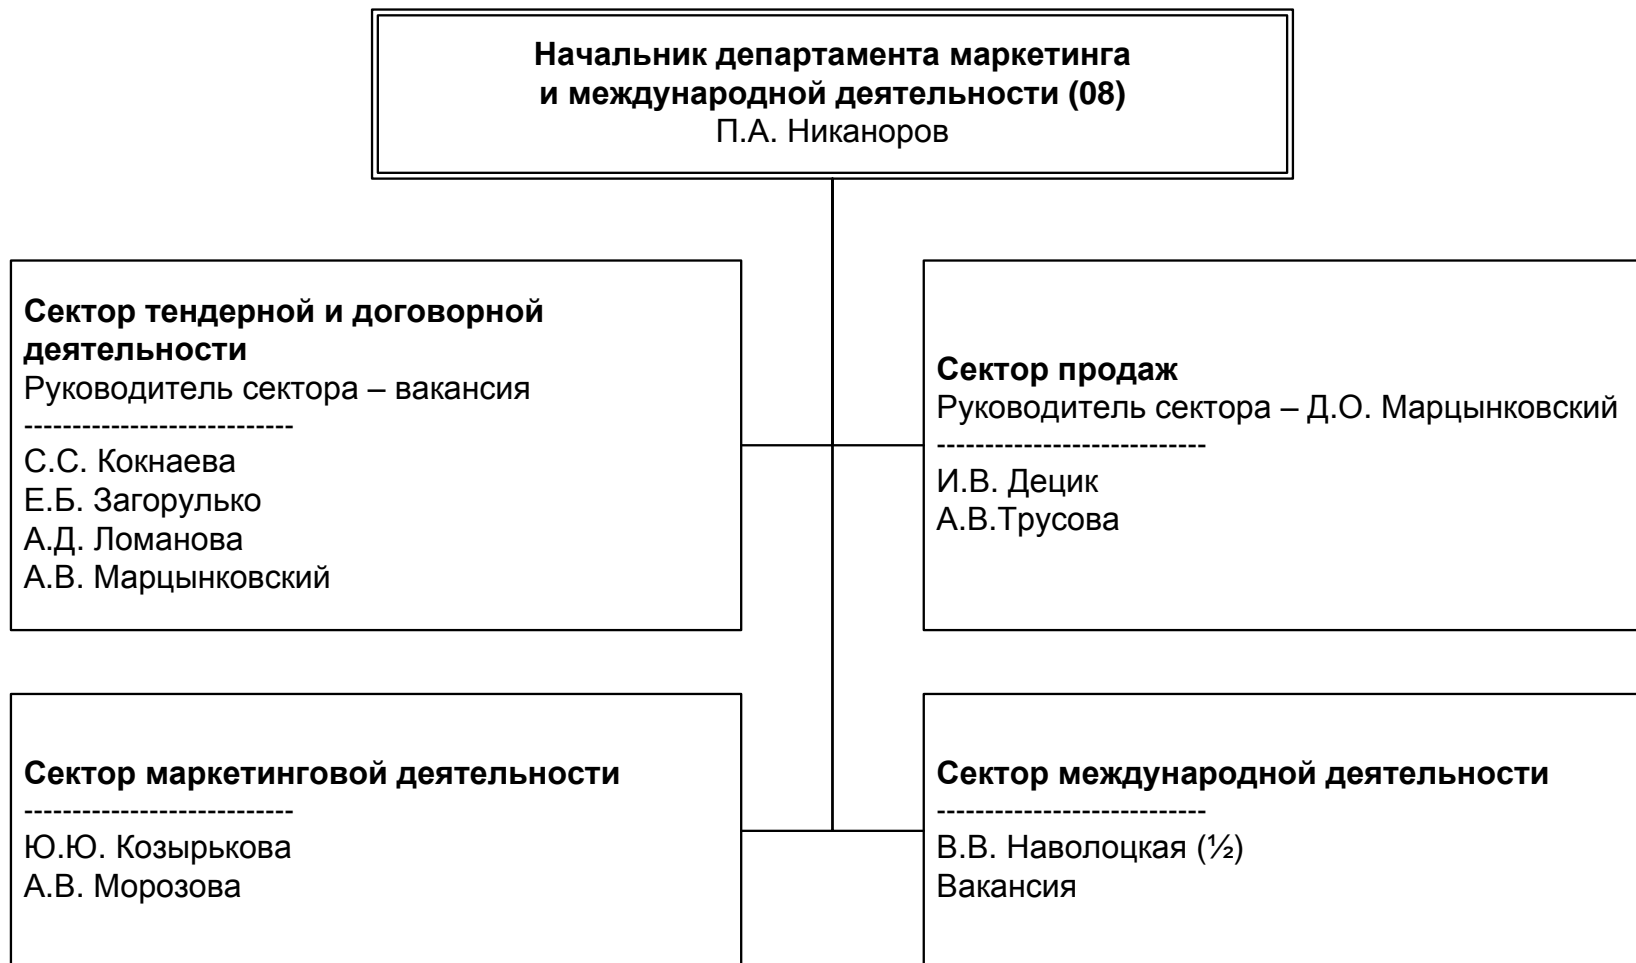 Начальник департамента маркетинга
и международной деятельности (08)
П.А. Никаноров
Сектор тендерной и договорной
деятельности
Руководитель сектора – вакансия
----------------------------
С.С. Кокнаева
Е.Б. Загорулько
А.Д. Ломанова
А.В. Марцынковский
Сектор продаж
Руководитель сектора – Д.О. Марцынковский
----------------------------
И.В. Децик
А.В.Трусова
Сектор маркетинговой деятельности
----------------------------
Ю.Ю. Козырькова
А.В. Морозова
Сектор международной деятельности
----------------------------
В.В. Наволоцкая (½)
Вакансия